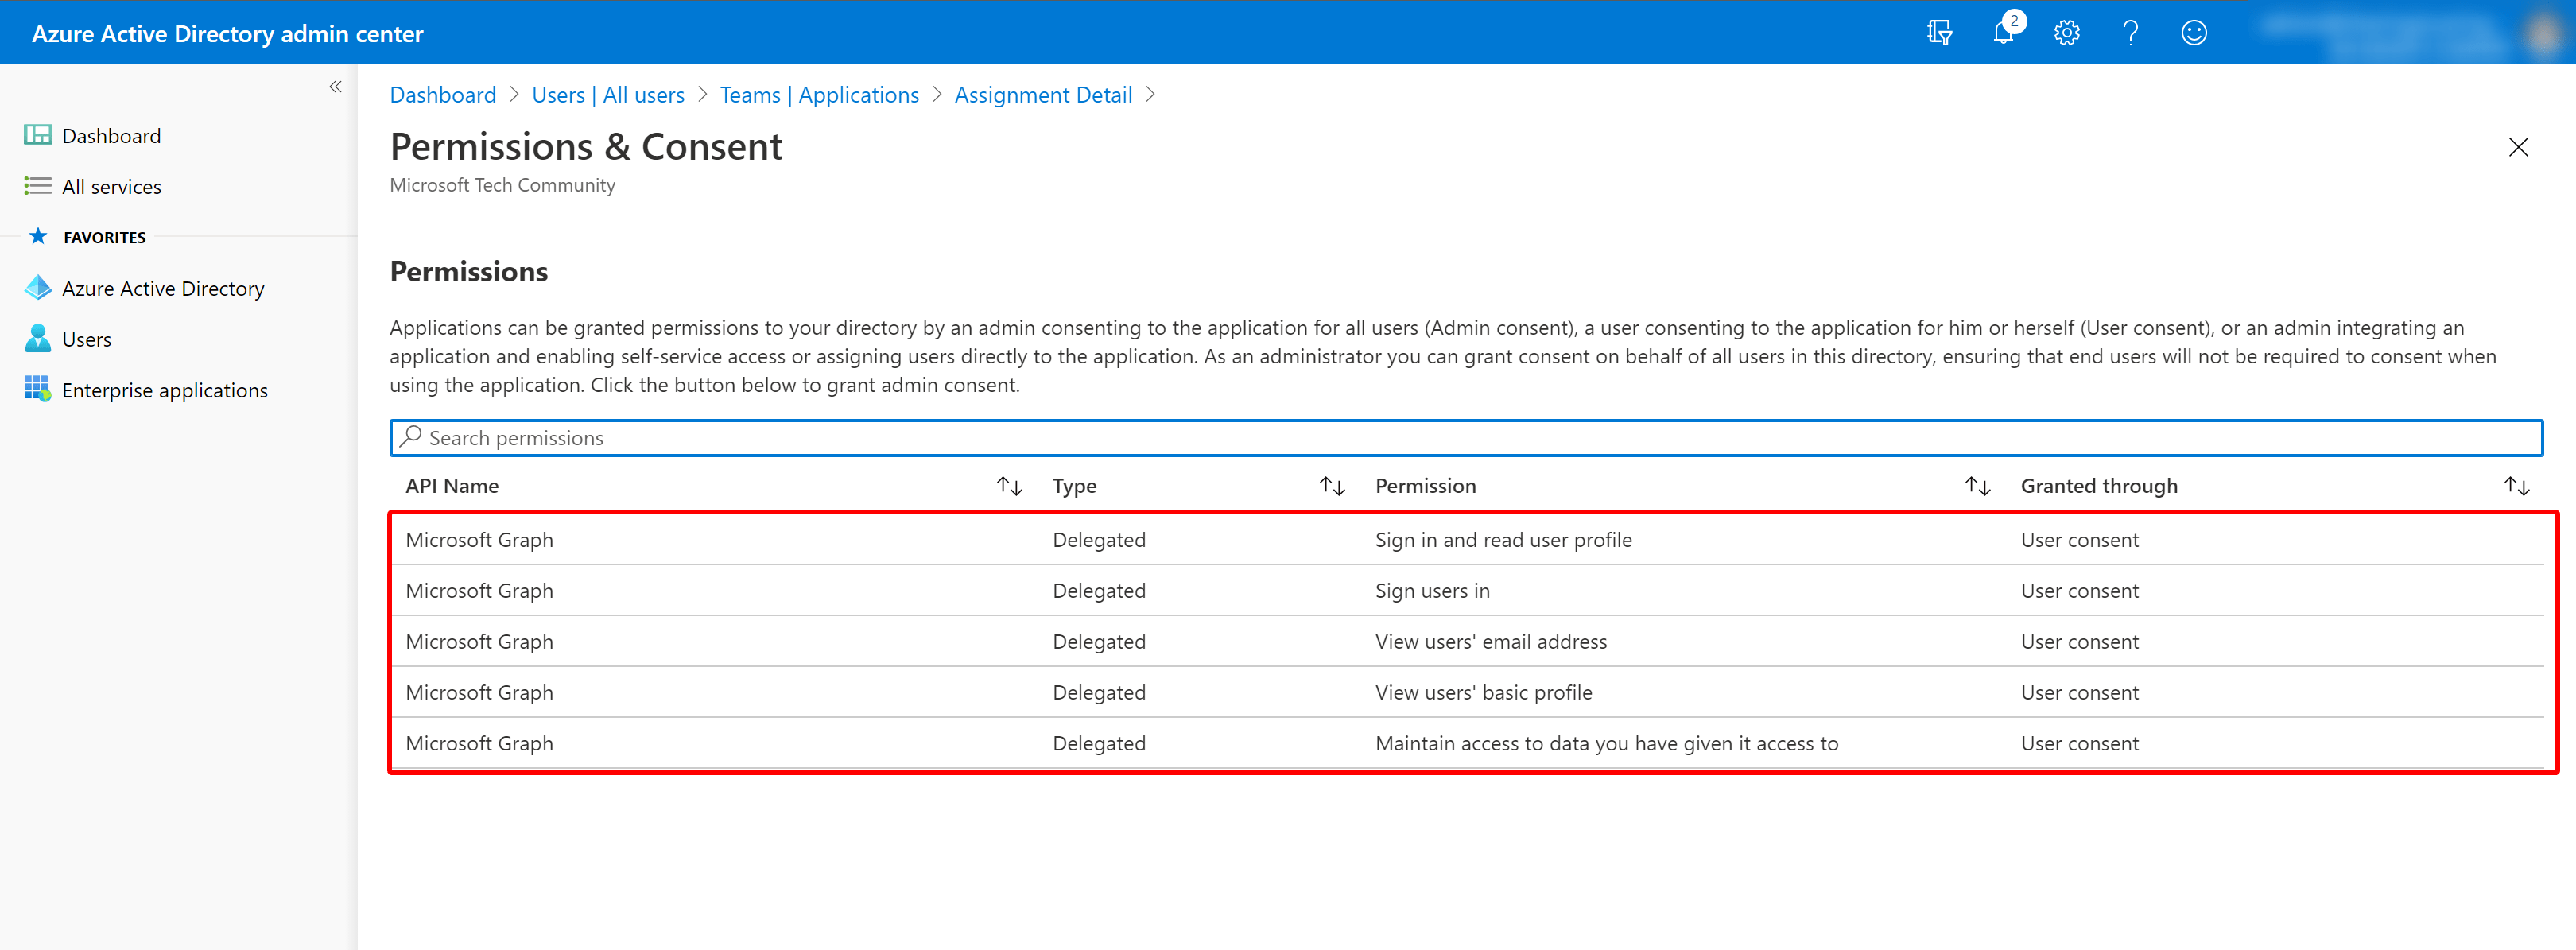 Azure Active Directory admin center
2
Dashboard
All services
FAVORITES
Azure Active Directory
Users
Enterprise applications
Dashboard > Users | All users > Teams | Applications > Assignment Detail >
Permissions & Consent
Microsoft Tech Community
Permissions
Applications can be granted permissions to your directory by an admin consenting to the application for all users (Admin consent), a user consenting to the application for him or herself (User consent), or an admin integrating an
application and enabling self-service access or assigning users directly to the application. As an administrator you can grant consent on behalf of all users in this directory, ensuring that end users will not be required to consent when
using the application. Click the button below to grant admin consent.
Search permissions
API Name Type Permission Granted through
Microsoft Graph Delegated Sign in and read user profile User consent
Microsoft Graph Delegated Sign users in User consent
Microsoft Graph Delegated View users' email address User consent
Microsoft Graph Delegated View users' basic profile User consent
Microsoft Graph Delegated Maintain access to data you have given it access to User consent